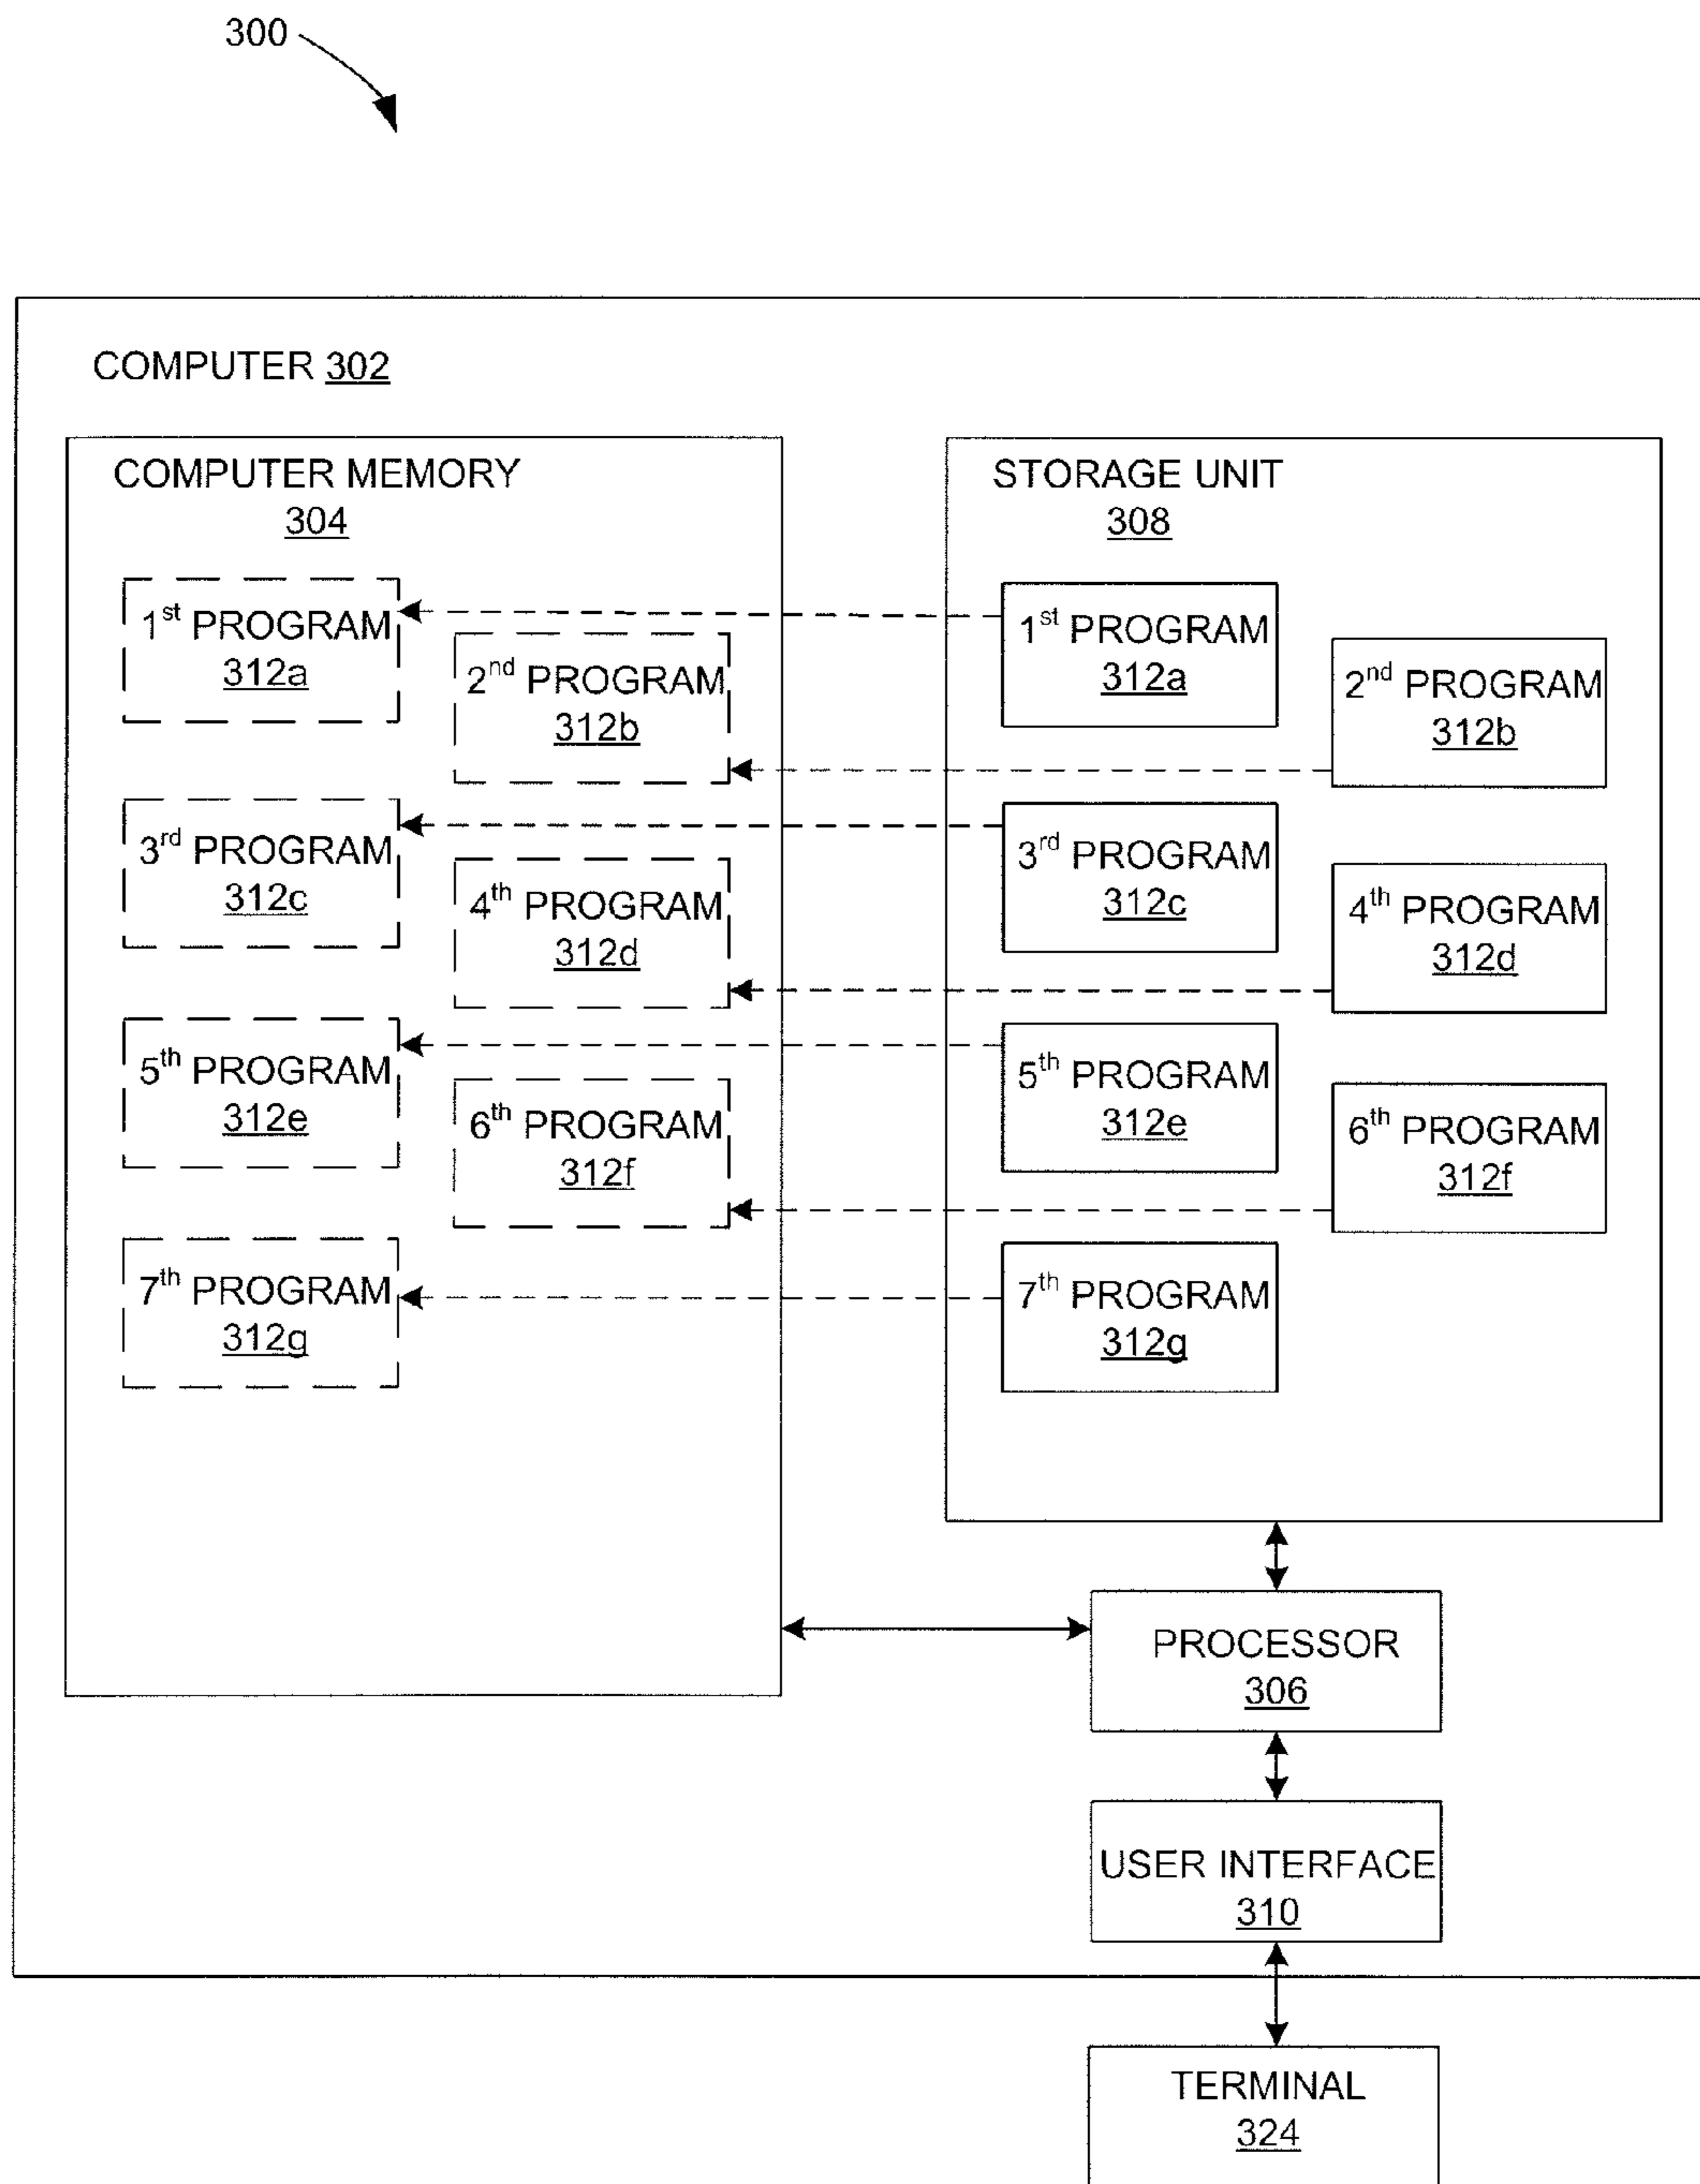 300
COMPUTER 302
COMPUTER MEMORY
304
1st PROGRAM
312a
2nd PROGRAM
312b
3rd PROGRAM
312c
4th PROGRAM
312d
5th PROGRAM
312e
6th PROGRAM
312f
7th PROGRAM
312g
STORAGE UNIT
308
1st PROGRAM
312a
2nd PROGRAM
312b
3rd PROGRAM
312c
4th PROGRAM
312d
5th PROGRAM
312e
6th PROGRAM
312f
7th PROGRAM
312g
PROCESSOR
306
USER INTERFACE
310
TERMINAL
324